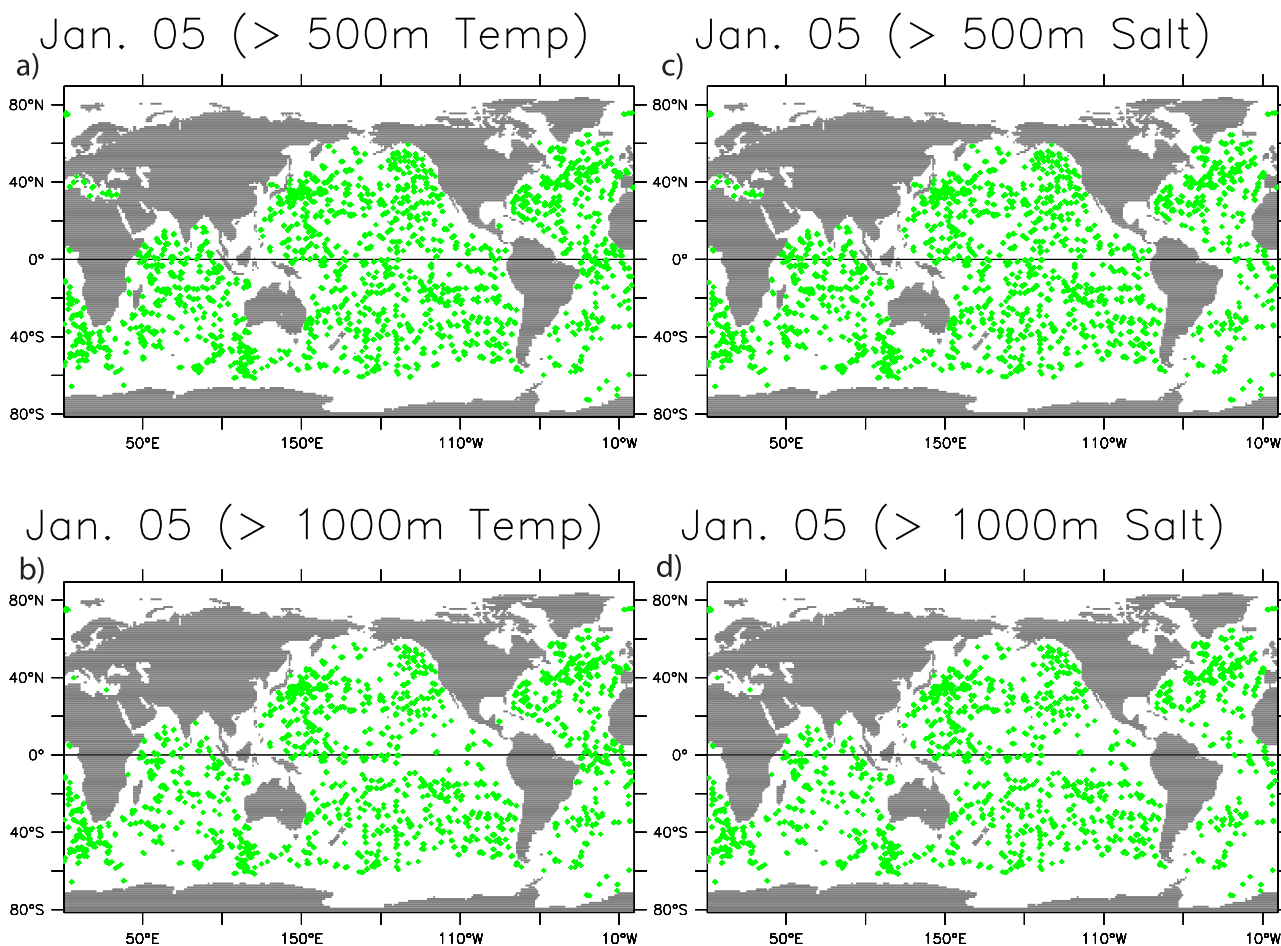 Jan. 05 (> 500m Temp)
a)
80°N
40°N
0°
40°S
80°S
50°E 150°E 110°W 10°W
Jan. 05 (> 500m Salt)
c)
80°N
40°N
0°
40°S
80°S
50°E 150°E 110°W 10°W
Jan. 05 (> 1000m Temp)
b)
80°N
40°N
0°
40°S
80°S
50°E 150°E 110°W 10°W
Jan. 05 (> 1000m Salt)
d)
80°N
40°N
0°
40°S
80°S
50°E 150°E 110°W 10°W